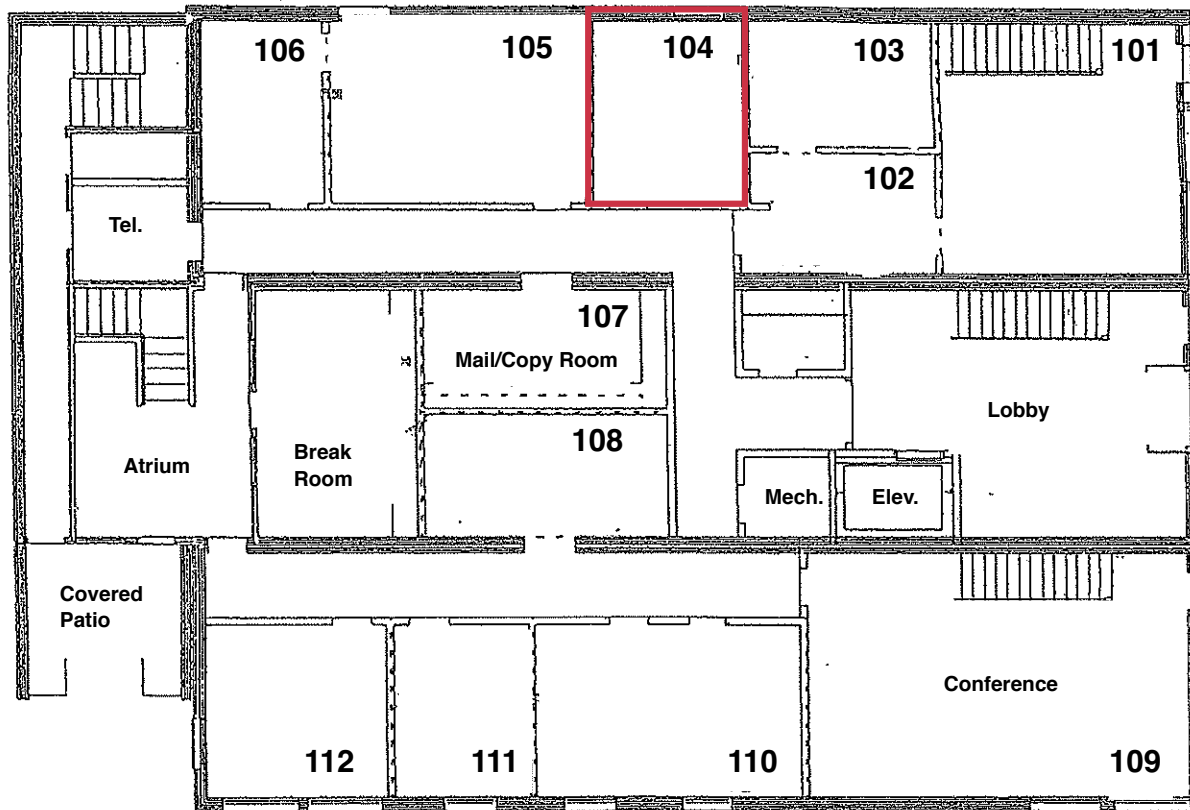 106
105
104
103
101
102
Tel.
107
Mail/Copy Room
108
Lobby
Atrium
Break
Room
Mech.
Elev.
Covered
Patio
Conference
112
111
110
109